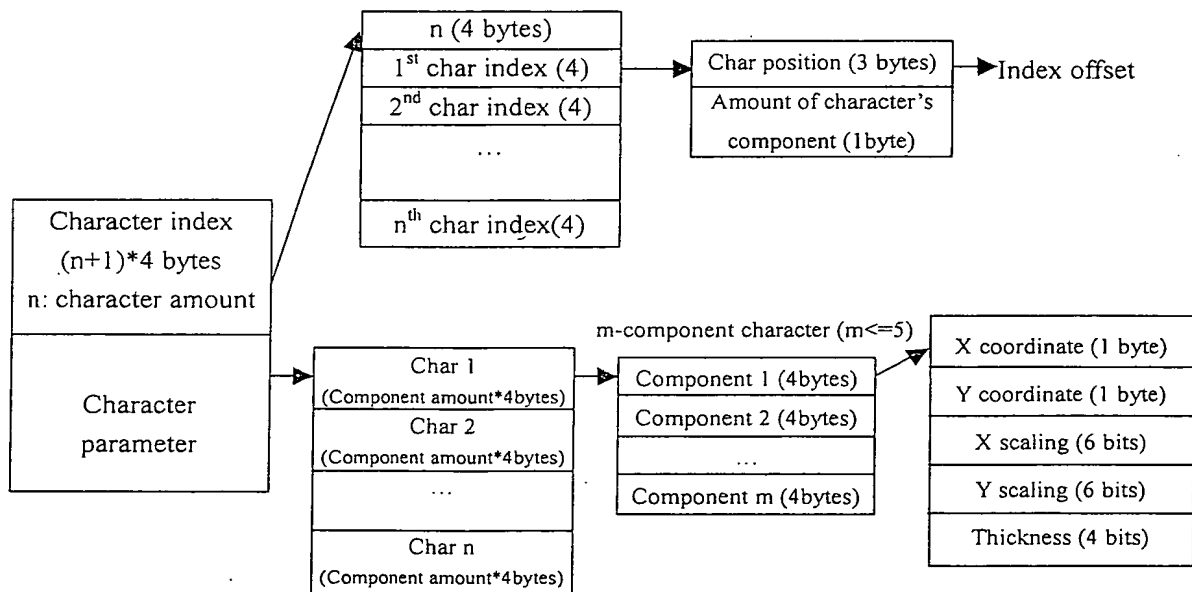 n (4 bytes)
1st char index (4)
2nd char index (4)
...
nth char index(4)
Char position (3 bytes)
Amount of character's
component (1byte)
Index offset
Character index
(n+1)*4 bytes
n: character amount
Character
parameter
Char 1
(Component amount*4bytes)
Char 2
(Component amount*4bytes)
...
Char n
(Component amount*4bytes)
m-component character (m<=5)
Component 1 (4bytes)
Component 2 (4bytes)
...
Component m (4bytes)
X coordinate (1 byte)
Y coordinate (1 byte)
X scaling (6 bits)
Y scaling (6 bits)
Thickness (4 bits)